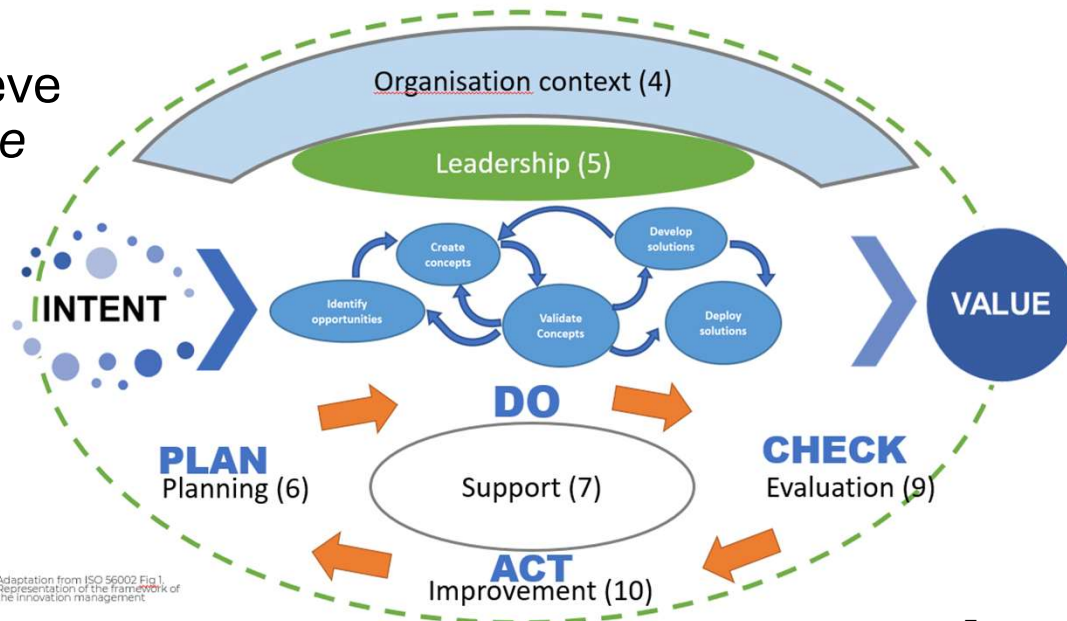 eve
e
Organisation context (4)
Leadership (5)
INTENT
Create
concepts
Develop
solutions
Identify
opportunities
Validate
Concepts
Deploy
solutions
VALUE
DO
PLAN
Planning (6)
Support (7)
CHECK
Evaluation (9)
ACT
Improvement (10)
Adaptation from ISO 56002 Fig 1.
Representation of the framework of
the innovation management